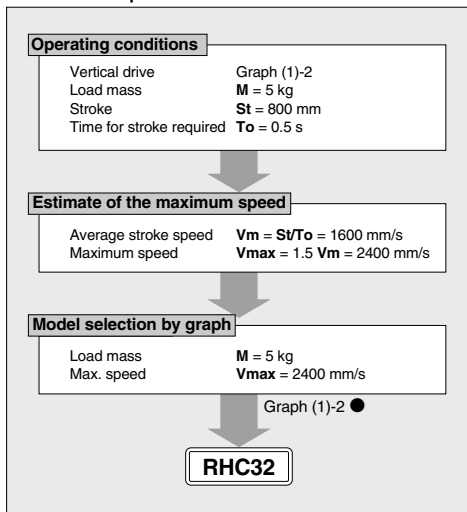 Operating conditions
Vertical drive Graph (1)-2
Load mass M = 5 kg
Stroke St = 800 mm
Time for stroke required To = 0.5 s
Estimate of the maximum speed
Average stroke speed Vm = St/To = 1600 mm/s
Maximum speed Vmax = 1.5 Vm = 2400 mm/s
Model selection by graph
Load mass M = 5 kg
Max. speed Vmax = 2400 mm/s
Graph (1)-2 ●
RHC32